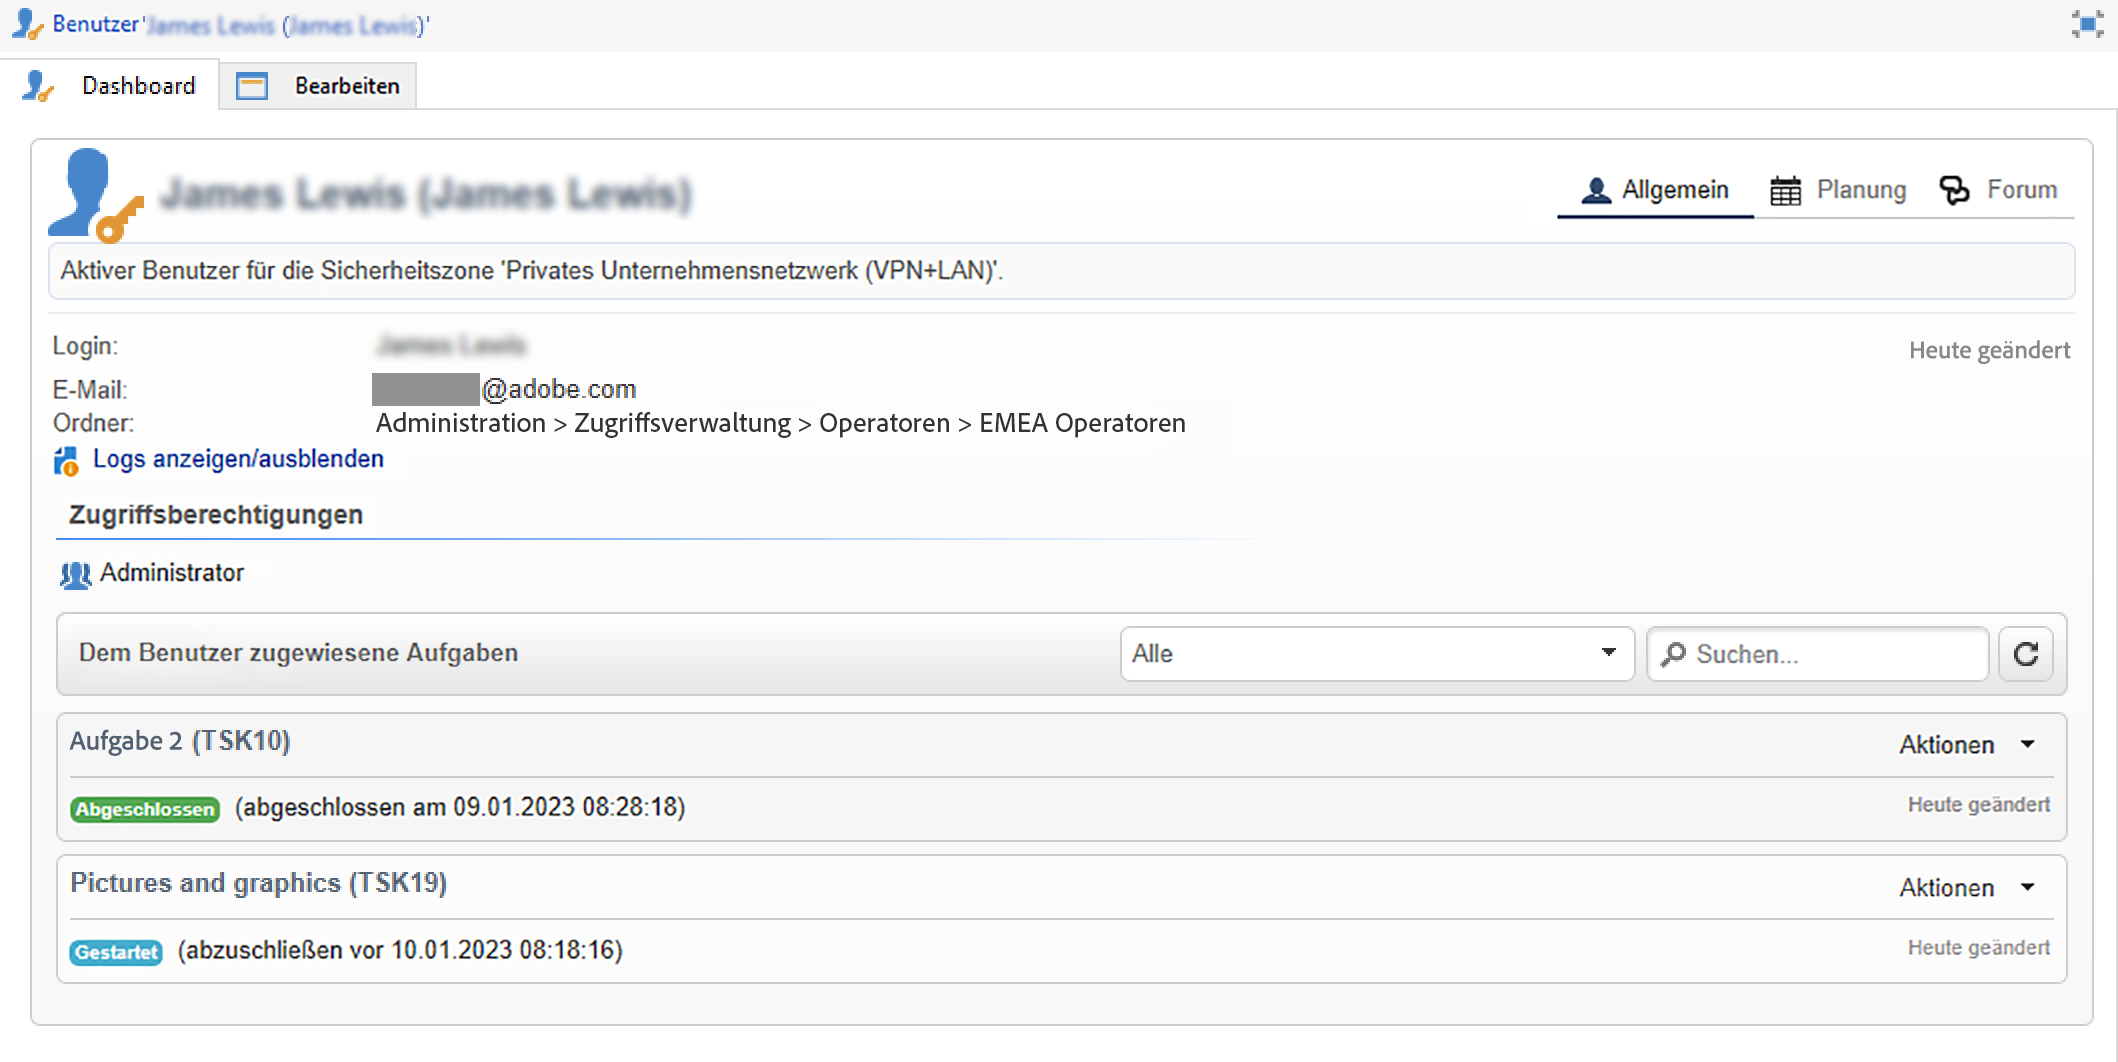 Benutzer 'James Lewis (James Lewis)'
Dashboard
Bearbeiten
James Lewis (James Lewis)
Allgemein
Planung
Forum
Aktiver Benutzer für die Sicherheitszone 'Privates Unternehmensnetzwerk (VPN+LAN)'.
Login: James Lewis
Heute geändert
E-Mail: @adobe.com
Ordner: Administration > Zugriffsverwaltung > Operatoren > EMEA Operatoren
Logs anzeigen/ausblenden
Zugriffsberechtigungen
Administrator
Dem Benutzer zugewiesene Aufgaben
Alle
Suchen...
Aufgabe 2 (TSK10)
Aktionen
Abgeschlossen (abgeschlossen am 09.01.2023 08:28:18)
Heute geändert
Pictures and graphics (TSK19)
Aktionen
Gestartet (abzuschließen vor 10.01.2023 08:18:16)
Heute geändert